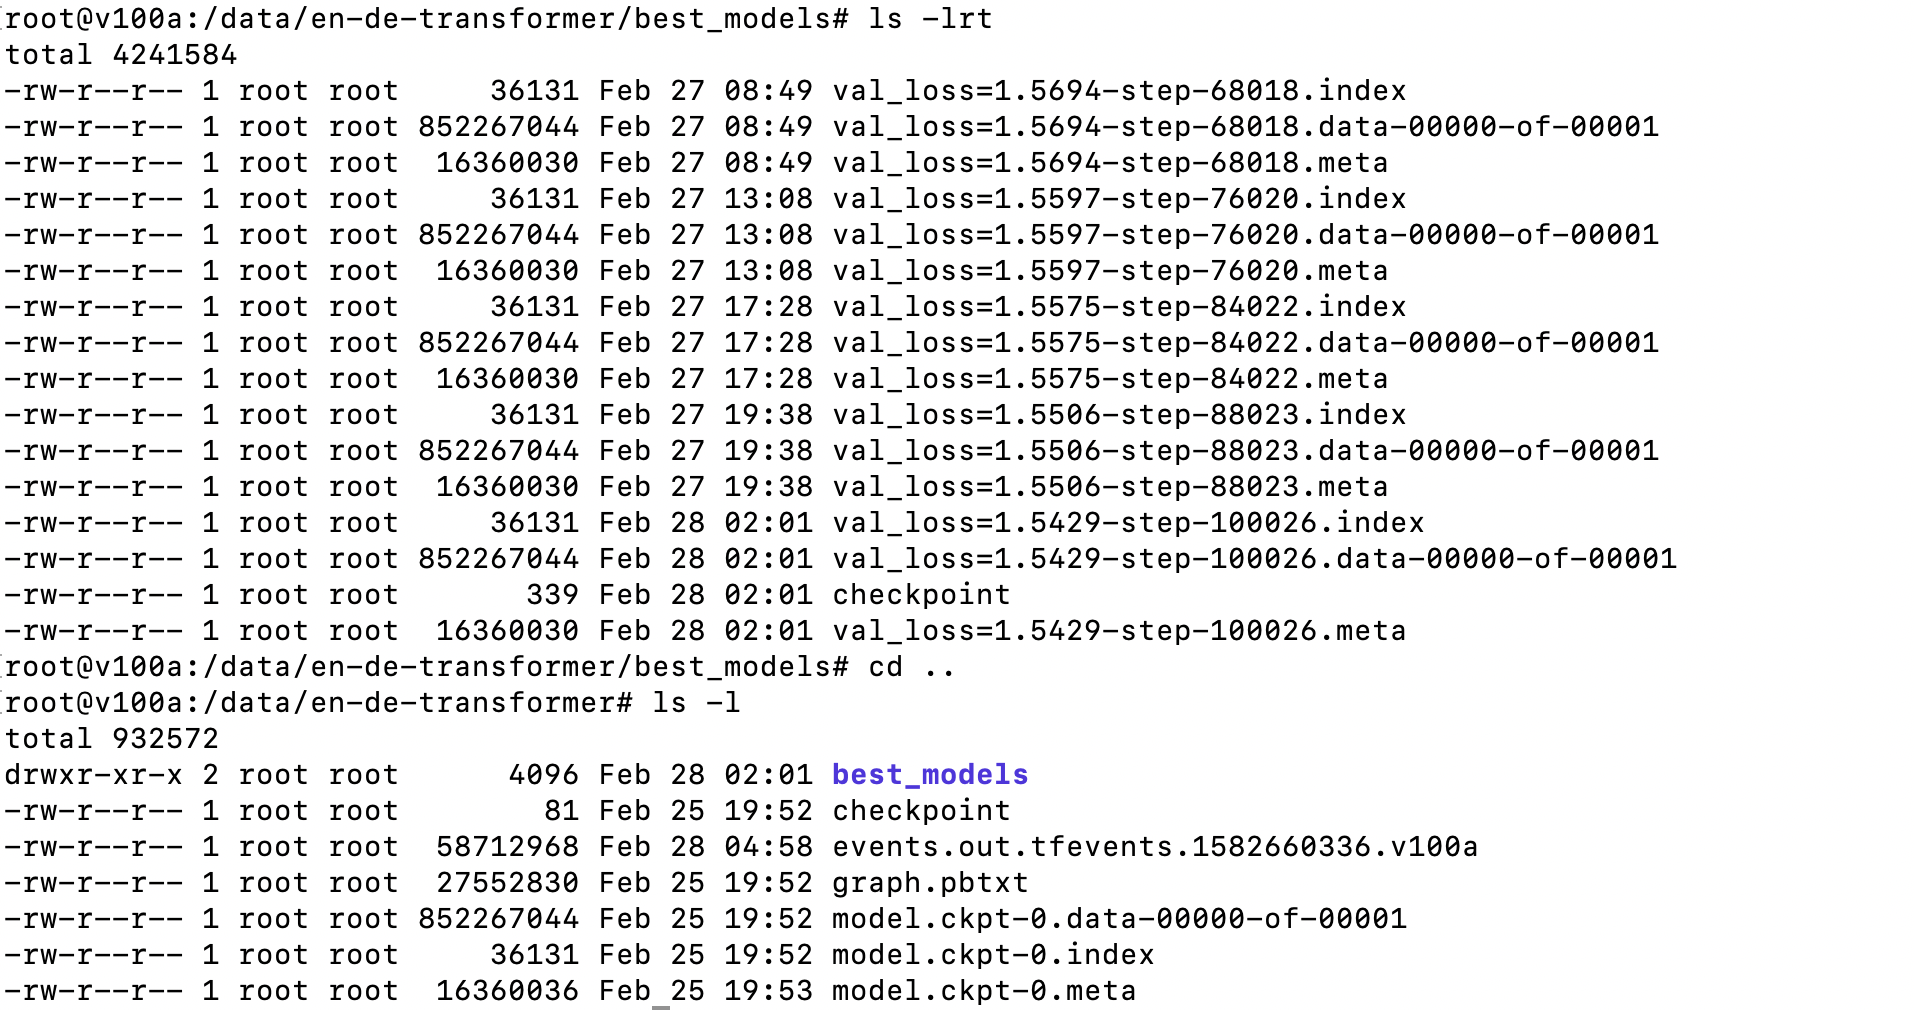 root@v100a:/data/en-de-transformer/best_models# ls -lrt
total 4241584
-rw-r--r-- 1 root root     36131 Feb 27 08:49 val_loss=1.5694-step-68018.index
-rw-r--r-- 1 root root 852267044 Feb 27 08:49 val_loss=1.5694-step-68018.data-00000-of-00001
-rw-r--r-- 1 root root  16360030 Feb 27 08:49 val_loss=1.5694-step-68018.meta
-rw-r--r-- 1 root root     36131 Feb 27 13:08 val_loss=1.5597-step-76020.index
-rw-r--r-- 1 root root 852267044 Feb 27 13:08 val_loss=1.5597-step-76020.data-00000-of-00001
-rw-r--r-- 1 root root  16360030 Feb 27 13:08 val_loss=1.5597-step-76020.meta
-rw-r--r-- 1 root root     36131 Feb 27 17:28 val_loss=1.5575-step-84022.index
-rw-r--r-- 1 root root 852267044 Feb 27 17:28 val_loss=1.5575-step-84022.data-00000-of-00001
-rw-r--r-- 1 root root  16360030 Feb 27 17:28 val_loss=1.5575-step-84022.meta
-rw-r--r-- 1 root root     36131 Feb 27 19:38 val_loss=1.5506-step-88023.index
-rw-r--r-- 1 root root 852267044 Feb 27 19:38 val_loss=1.5506-step-88023.data-00000-of-00001
-rw-r--r-- 1 root root  16360030 Feb 27 19:38 val_loss=1.5506-step-88023.meta
-rw-r--r-- 1 root root     36131 Feb 28 02:01 val_loss=1.5429-step-100026.index
-rw-r--r-- 1 root root 852267044 Feb 28 02:01 val_loss=1.5429-step-100026.data-00000-of-00001
-rw-r--r-- 1 root root       339 Feb 28 02:01 checkpoint
-rw-r--r-- 1 root root  16360030 Feb 28 02:01 val_loss=1.5429-step-100026.meta
root@v100a:/data/en-de-transformer/best_models# cd ..
root@v100a:/data/en-de-transformer# ls -l
total 932572
drwxr-xr-x 2 root root      4096 Feb 28 02:01 best_models
-rw-r--r-- 1 root root        81 Feb 25 19:52 checkpoint
-rw-r--r-- 1 root root  58712968 Feb 28 04:58 events.out.tfevents.1582660336.v100a
-rw-r--r-- 1 root root  27552830 Feb 25 19:52 graph.pbtxt
-rw-r--r-- 1 root root 852267044 Feb 25 19:52 model.ckpt-0.data-00000-of-00001
-rw-r--r-- 1 root root     36131 Feb 25 19:52 model.ckpt-0.index
-rw-r--r-- 1 root root  16360036 Feb 25 19:53 model.ckpt-0.meta